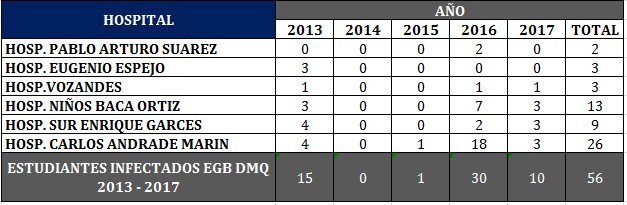 HOSPITAL AÑO
2013 2014 2015 2016 2017 TOTAL
HOSP. PABLO ARTURO SUAREZ 0 0 0 2 0 2
HOSP. EUGENIO ESPEJO 3 0 0 0 0 3
HOSP.VOZANDES 1 0 0 1 1 3
HOSP. NIÑOS BACA ORTIZ 3 0 0 7 3 13
HOSP. SUR ENRIQUE GARCES 4 0 0 2 3 9
HOSP. CARLOS ANDRADE MARIN 4 0 1 18 3 26
ESTUDIANTES INFECTADOS EGB DMQ
2013 - 2017 15 0 1 30 10 56